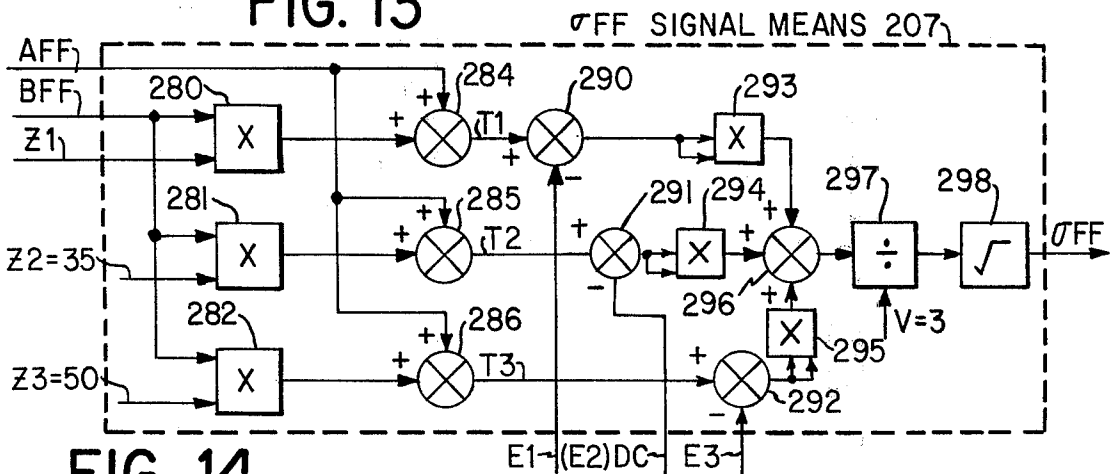 FIG. 13
σFF SIGNAL MEANS 207
AFF
BFF
Z1
280
X
284
+
+
T1
290
+
-
293
X
281
Z2=35
X
285
+
+
T2
291
+
-
294
X
+
+
+
296
297
÷
V=3
298
√
σFF
282
Z3=50
X
286
+
+
T3
+
-
292
X
295
E1
(E2)DC
E3
FIG. 14